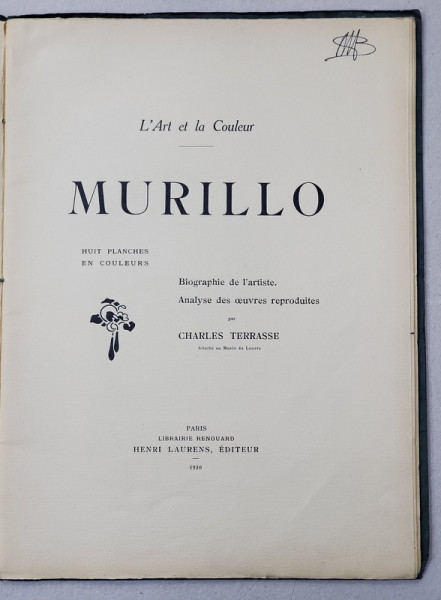 L'Art et la Couleur
MURILLO
HUIT PLANCHES
EN COULEURS
Biographie de l'artiste.
Analyse des œuvres reproduites
par
CHARLES TERRASSE
Attaché au Musée du Louvre
PARIS
LIBRAIRIE RENOUARD
HENRI LAURENS, ÉDITEUR
1930